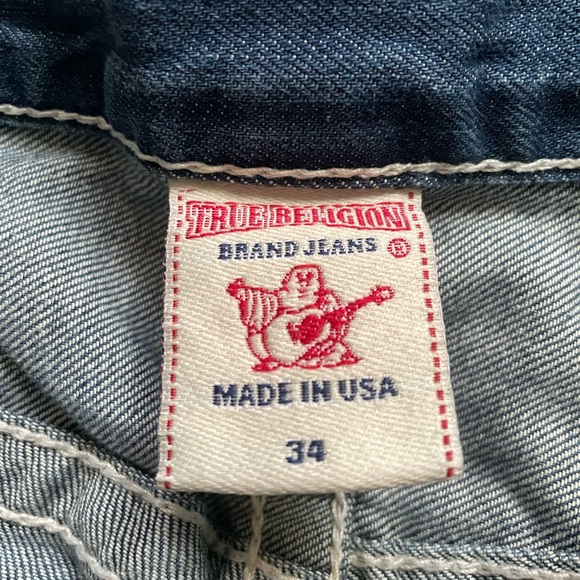 TRUE RELIGION
BRAND JEANS ®
MADE IN USA
34